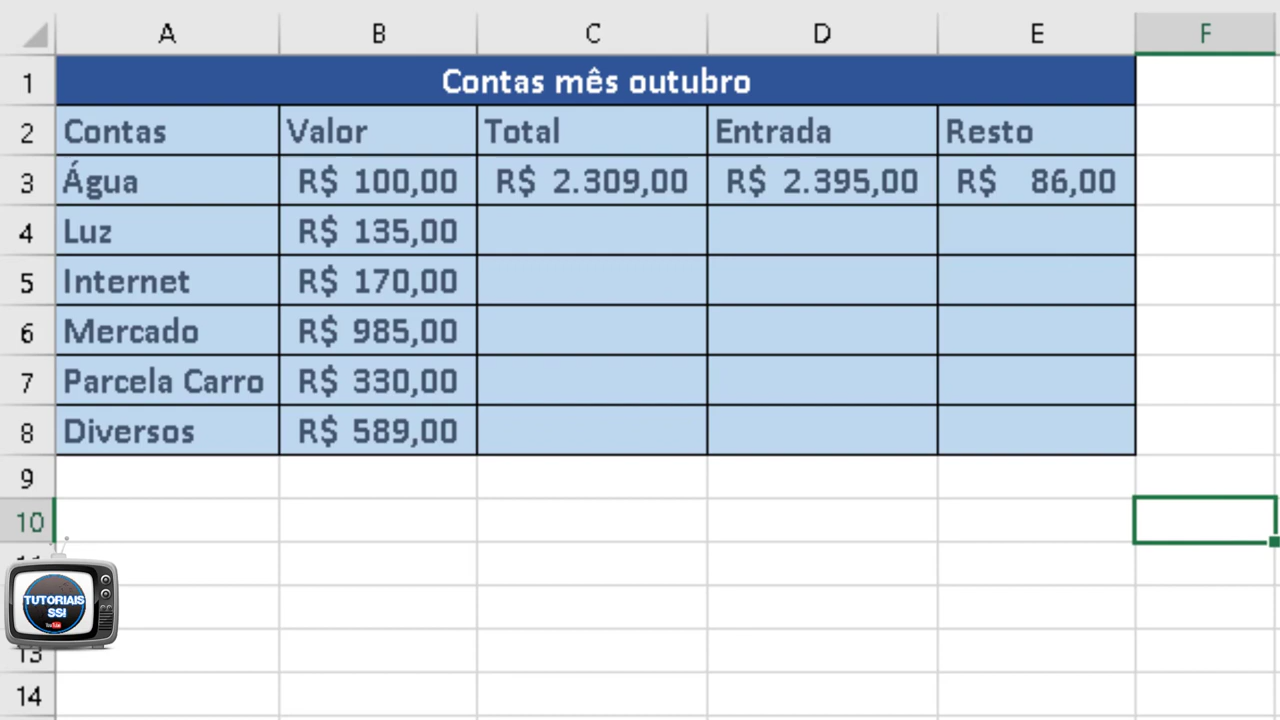 A B C D E F
1 Contas mês outubro
2 Contas Valor Total Entrada Resto
3 Água R$ 100,00 R$ 2.309,00 R$ 2.395,00 R$ 86,00
4 Luz R$ 135,00
5 Internet R$ 170,00
6 Mercado R$ 985,00
7 Parcela Carro R$ 330,00
8 Diversos R$ 589,00
9
10
TUTORIAIS
SSI
YouTube
13
14